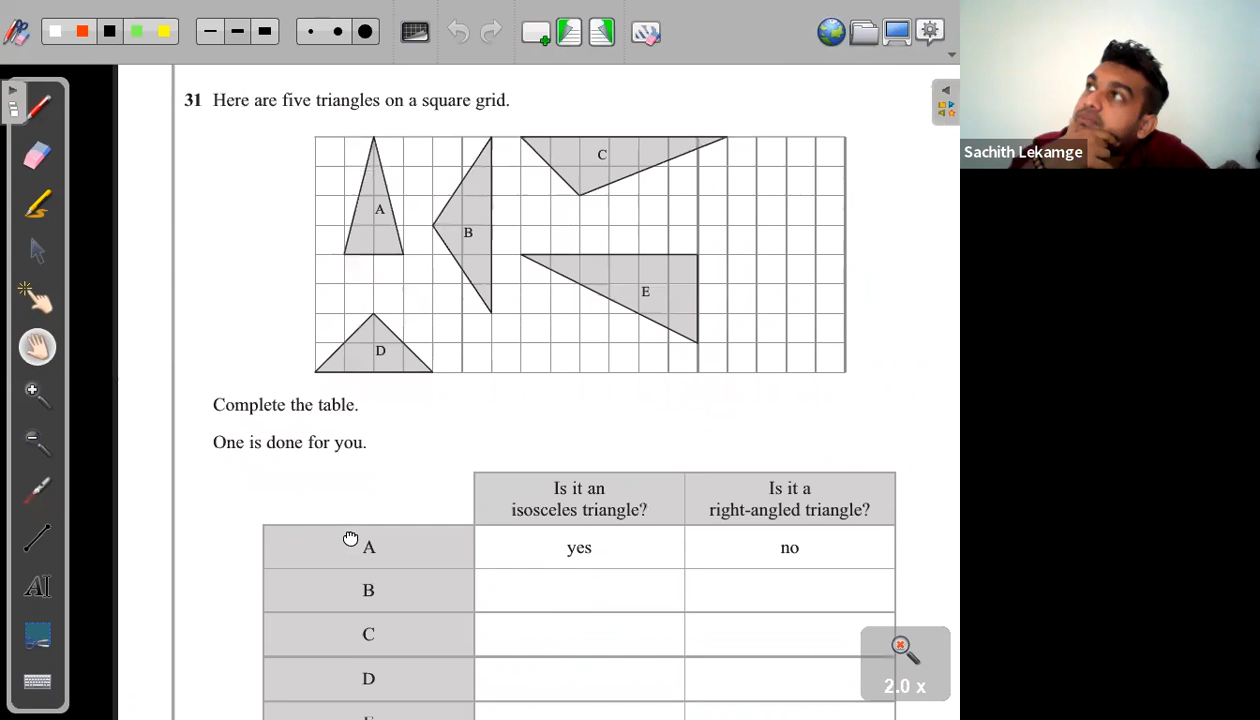 31 Here are five triangles on a square grid.
A
B
C
D
E
Complete the table.
One is done for you.
Is it an
isosceles triangle?
Is it a
right-angled triangle?
A yes no
B
C
D
2.0 x
Sachith Lekamge
AI